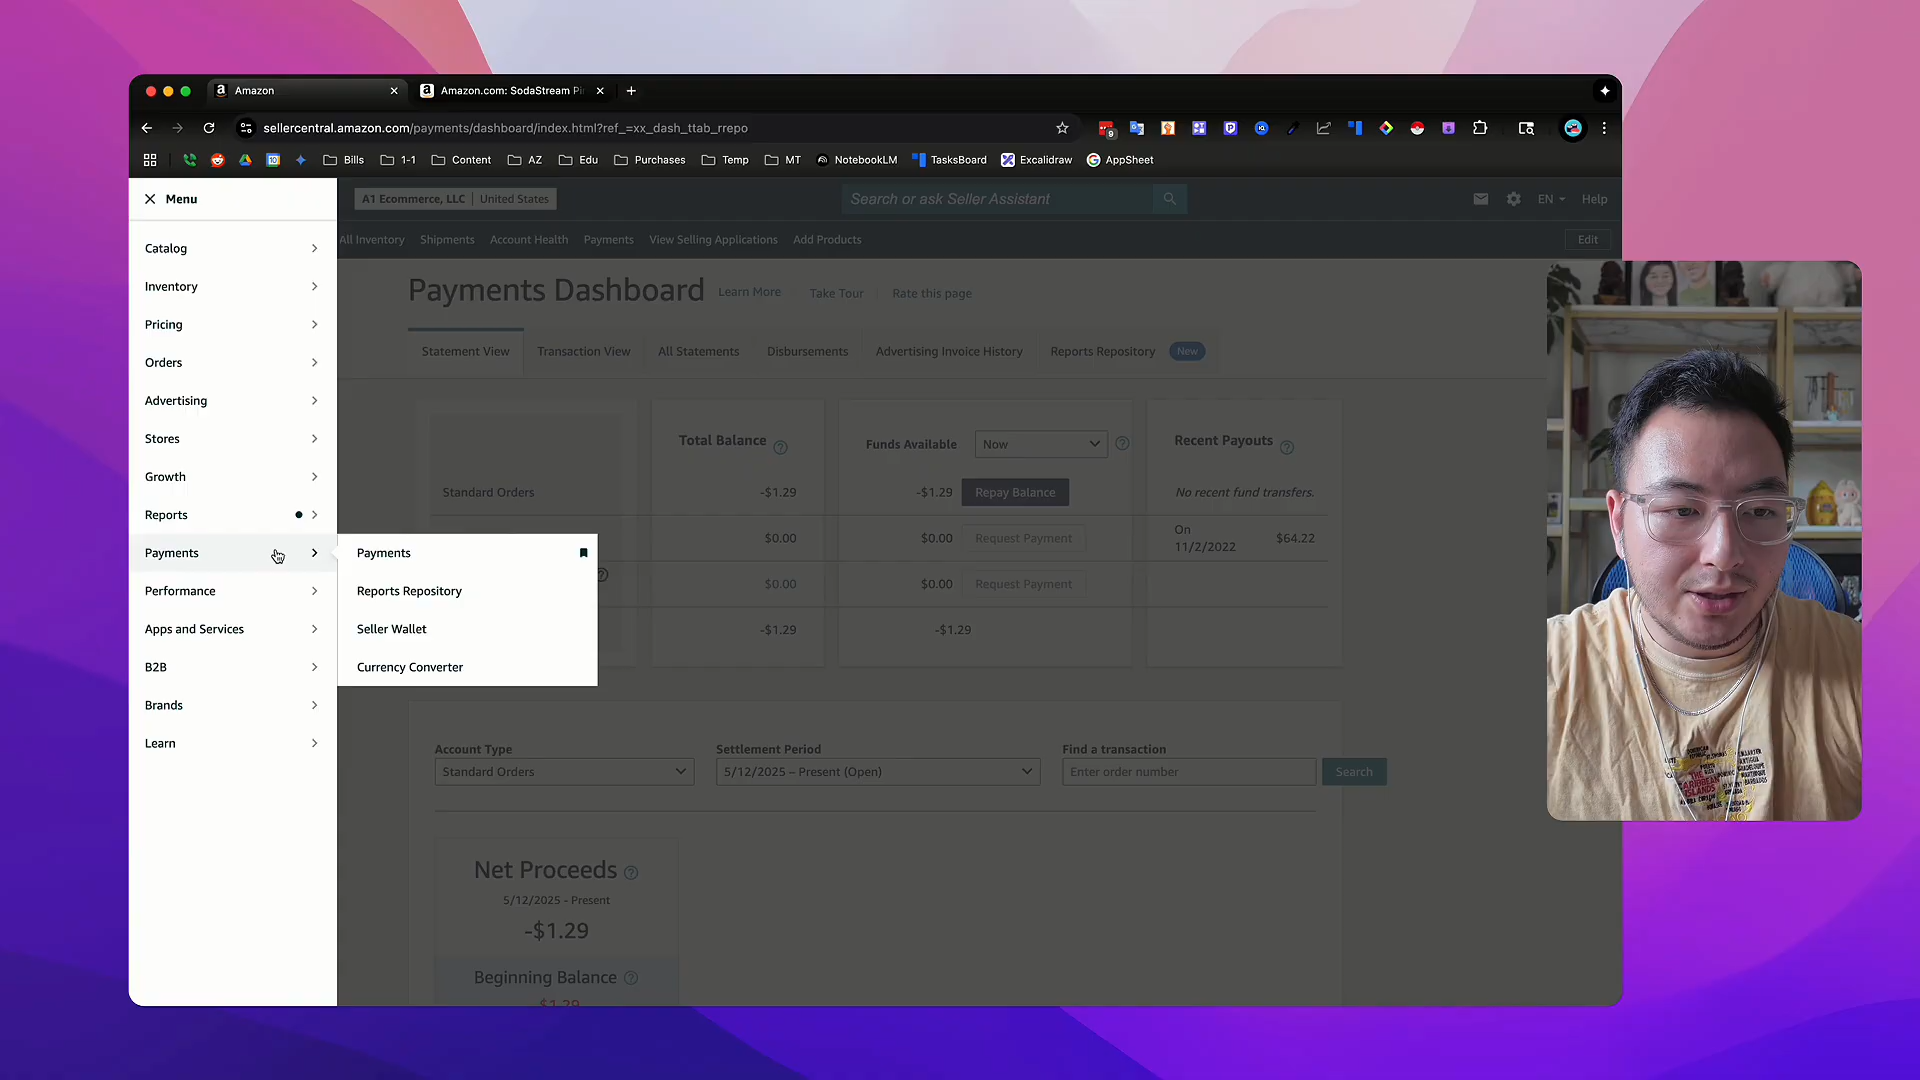 Amazon
Amazon.com: SodaStream Pi
sellercentral.amazon.com/payments/dashboard/index.html?ref_=xx_dash_ttab_rrepo
9
10
Bills
1-1
Content
AZ
Edu
Purchases
Temp
MT
NotebookLM
TasksBoard
Excalidraw
AppSheet
Menu
A1 Ecommerce, LLC | United States
Search or ask Seller Assistant
EN
Help
All Inventory
Shipments
Account Health
Payments
View Selling Applications
Add Products
Edit
Catalog
Inventory
Pricing
Orders
Advertising
Stores
Growth
Reports
Payments
Performance
Apps and Services
B2B
Brands
Learn
Payments
Reports Repository
Seller Wallet
Currency Converter
Payments Dashboard
Learn More
Take Tour
Rate this page
Statement View
Transaction View
All Statements
Disbursements
Advertising Invoice History
Reports Repository
New
Total Balance
Funds Available
Now
Recent Payouts
Standard Orders
-$1.29
-$1.29
Repay Balance
No recent fund transfers.
$0.00
$0.00
Request Payment
On
11/2/2022
$64.22
$0.00
$0.00
Request Payment
-$1.29
-$1.29
Account Type
Standard Orders
Settlement Period
5/12/2025 – Present (Open)
Find a transaction
Enter order number
Search
Net Proceeds
5/12/2025 - Present
-$1.29
Beginning Balance
-$1.29
THE
CARIBBEAN
ISLANDS